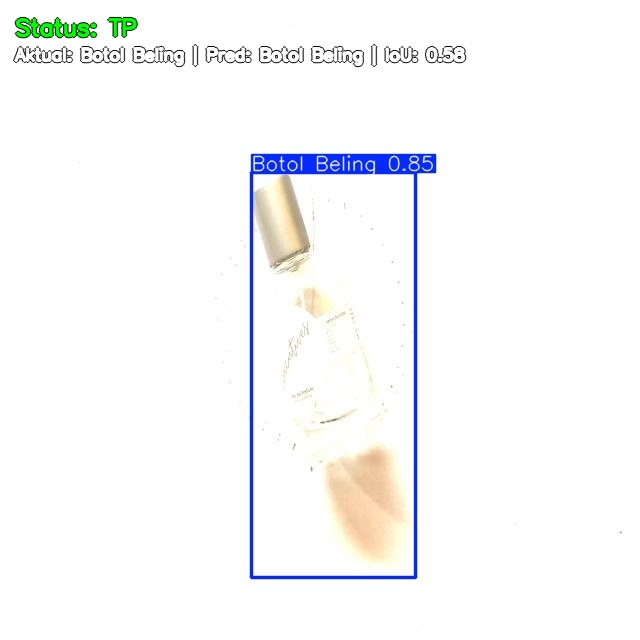 Status: TP
Aktual: Botol Beling | Pred: Botol Beling | IoU: 0.58
Botol Beling 0.85